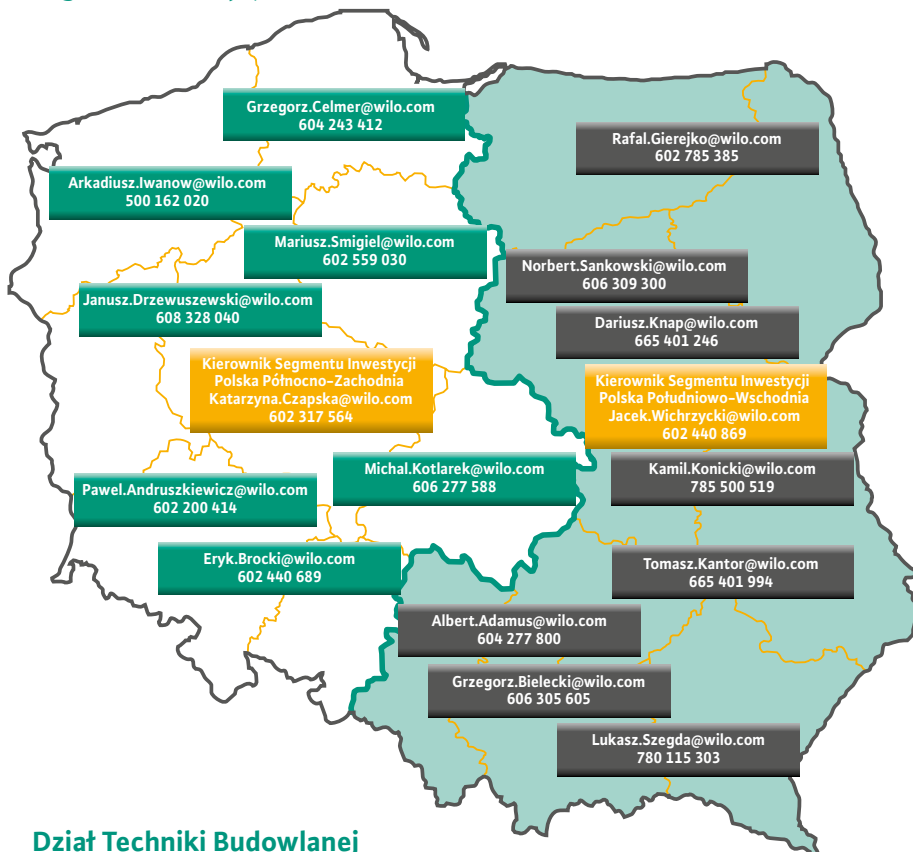 Grzegorz.Celmer@wilo.com
604 243 412
Rafal.Gierejko@wilo.com
602 785 385
Arkadiusz.Iwanow@wilo.com
500 162 020
Mariusz.Smigiel@wilo.com
602 559 030
Norbert.Sankowski@wilo.com
606 309 300
Janusz.Drzewuszewski@wilo.com
608 328 040
Dariusz.Knap@wilo.com
665 401 246
Kierownik Segmentu Inwestycji
Polska Północno-Zachodnia
Katarzyna.Czapska@wilo.com
602 317 564
Kierownik Segmentu Inwestycji
Polska Południowo-Wschodnia
Jacek.Wichrzycki@wilo.com
602 440 869
Michal.Kotlarek@wilo.com
606 277 588
Kamil.Konicki@wilo.com
785 500 519
Pawel.Andruszkiewicz@wilo.com
602 200 414
Eryk.Brocki@wilo.com
602 440 689
Tomasz.Kantor@wilo.com
665 401 994
Albert.Adamus@wilo.com
604 277 800
Grzegorz.Bielecki@wilo.com
606 305 605
Lukasz.Szegda@wilo.com
780 115 303
Dział Techniki Budowlanej